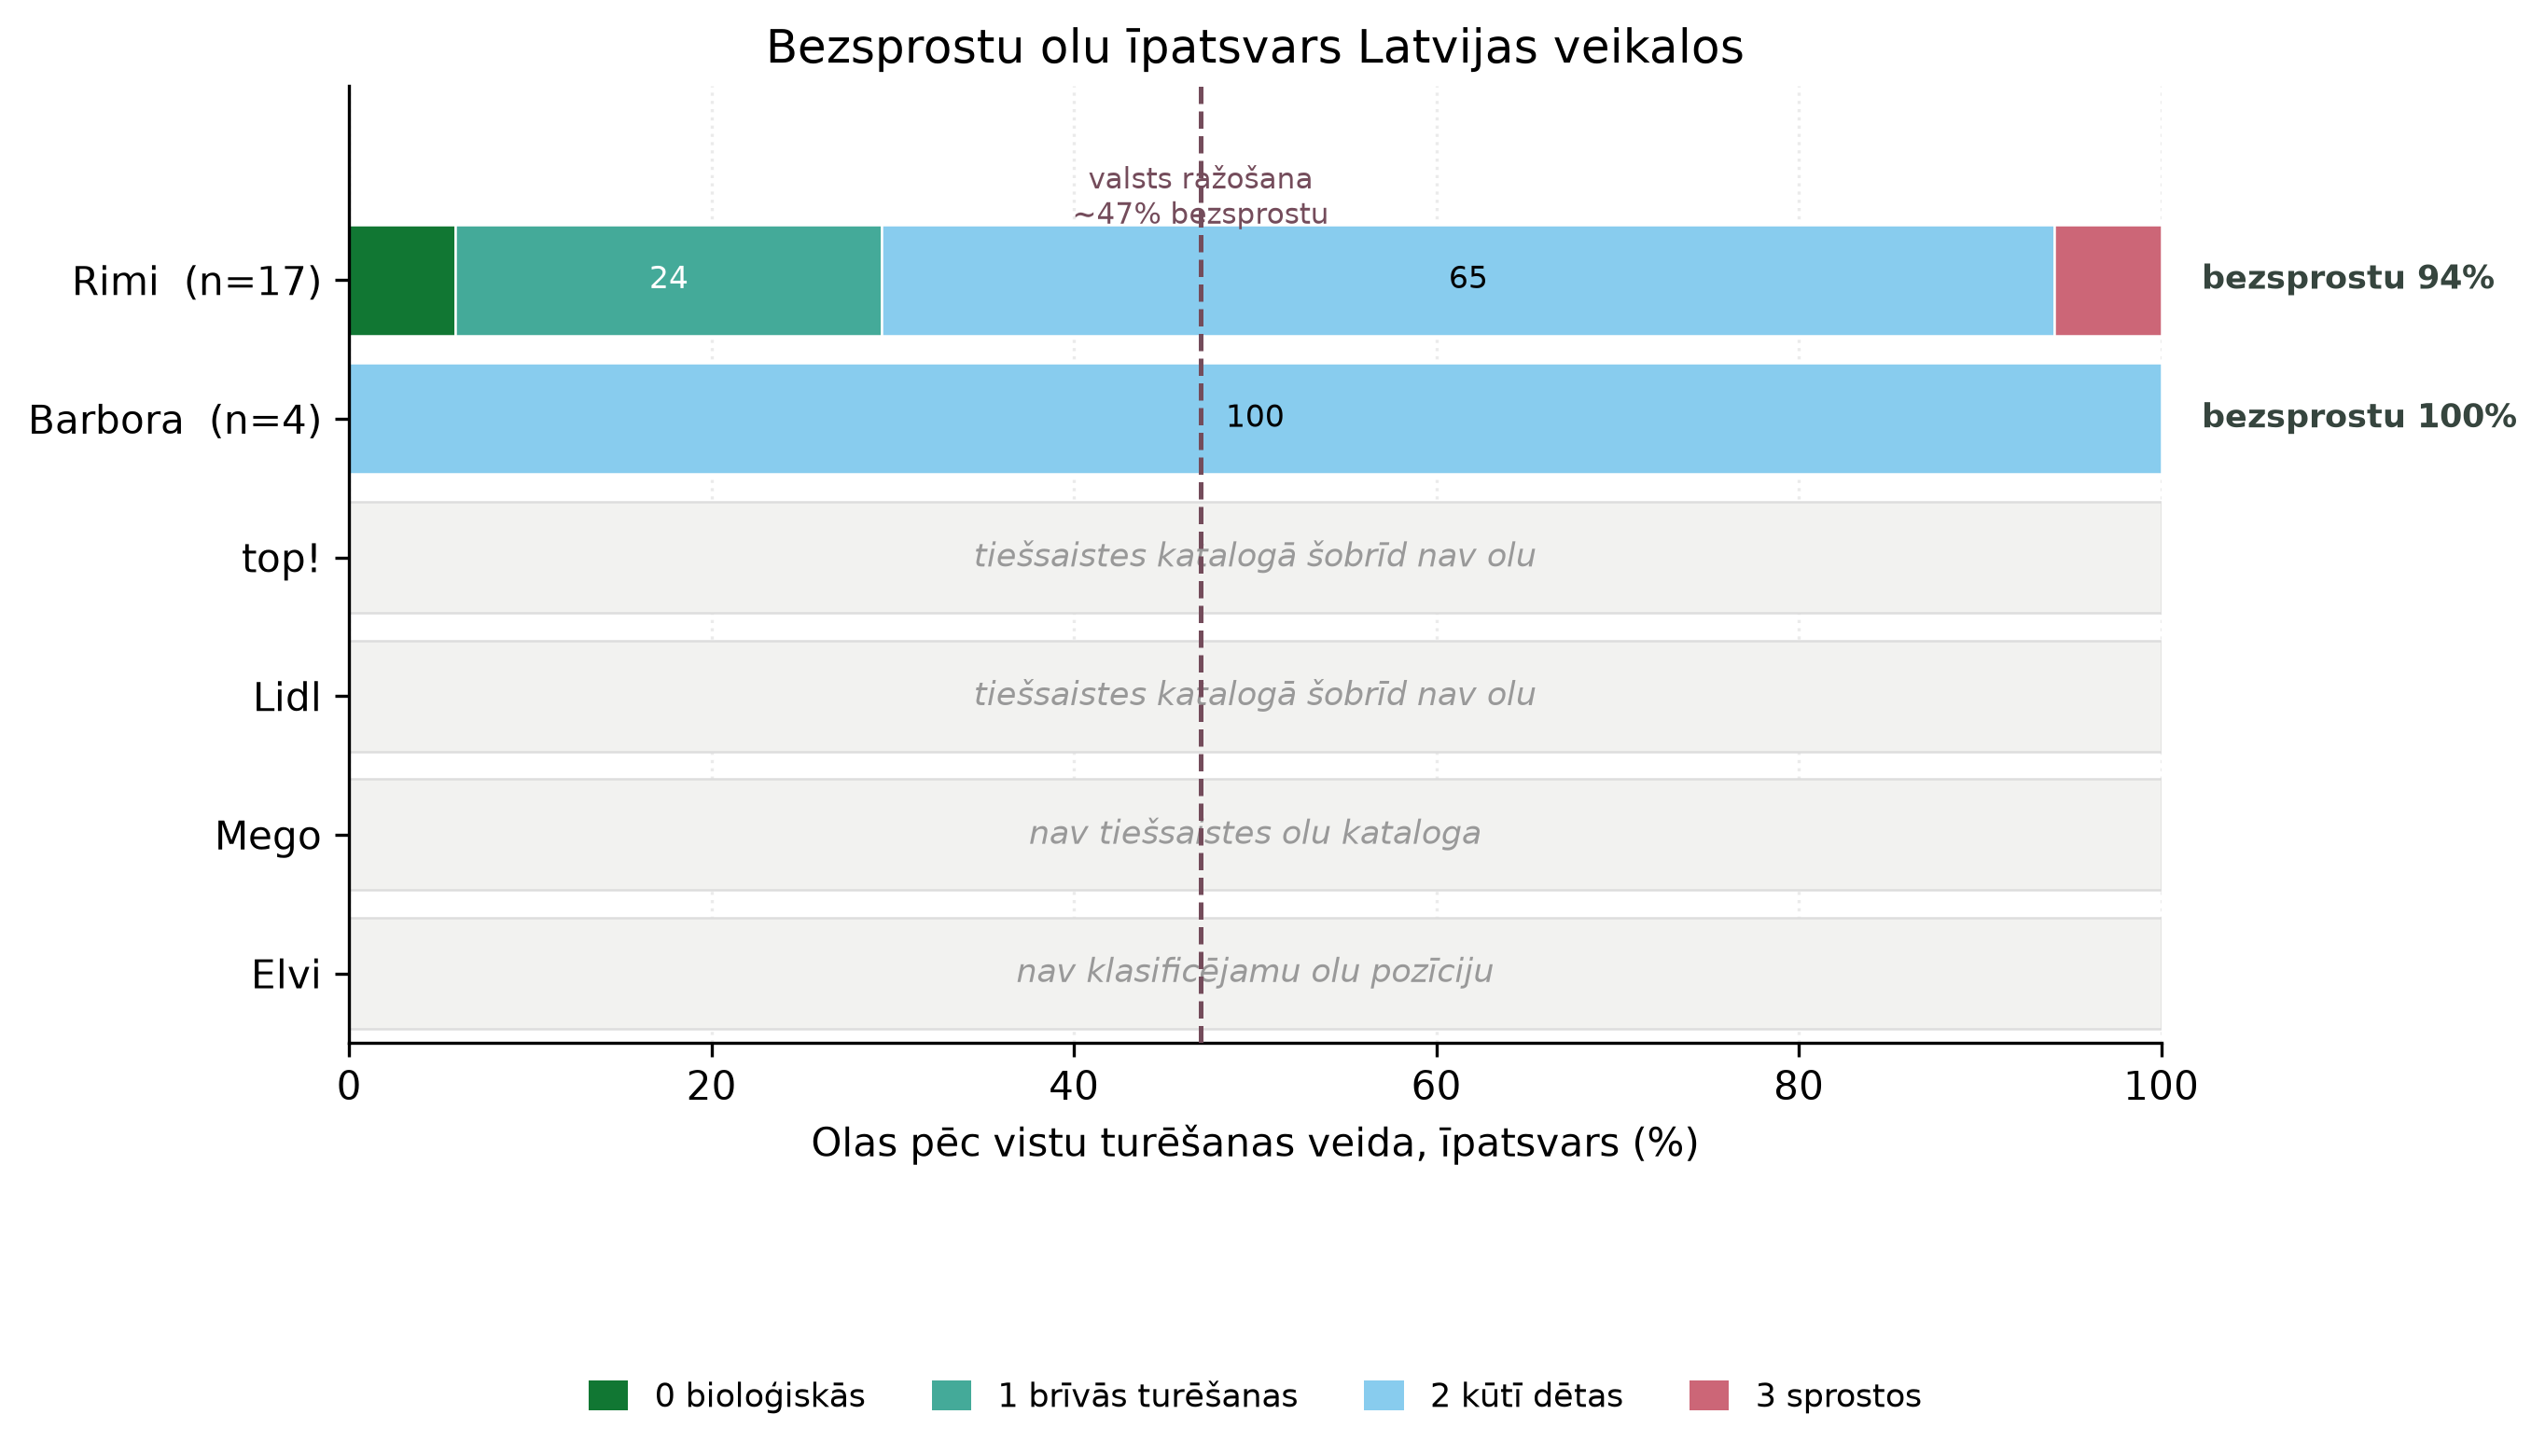 Bezsprostu olu īpatsvars Latvijas veikalos
valsts ražošana
~47% bezsprostu
Rimi (n=17)
24
65
bezsprostu 94%
Barbora (n=4)
100
bezsprostu 100%
top!
tiešsaistes katalogā šobrīd nav olu
Lidl
tiešsaistes katalogā šobrīd nav olu
Mego
nav tiešsaistes olu kataloga
Elvi
nav klasificējamu olu pozīciju
0 20 40 60 80 100
Olas pēc vistu turēšanas veida, īpatsvars (%)
0 bioloģiskās
1 brīvās turēšanas
2 kūtī dētas
3 sprostos